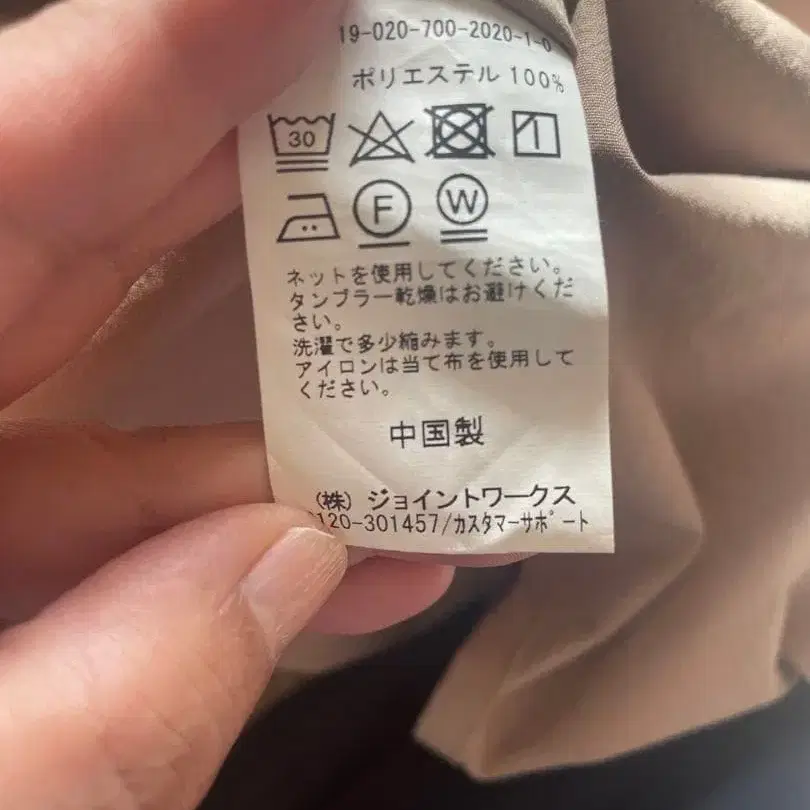 19-020-700-2020-1-0
ポリエステル 100%
30
F W
ネットを使用してください。
タンブラー乾燥はお避けくだ
さい。
洗濯で多少縮みます。
アイロンは当て布を使用して
ください。
中国製
(株) ジョイントワークス
120-301457/カスタマーサポート